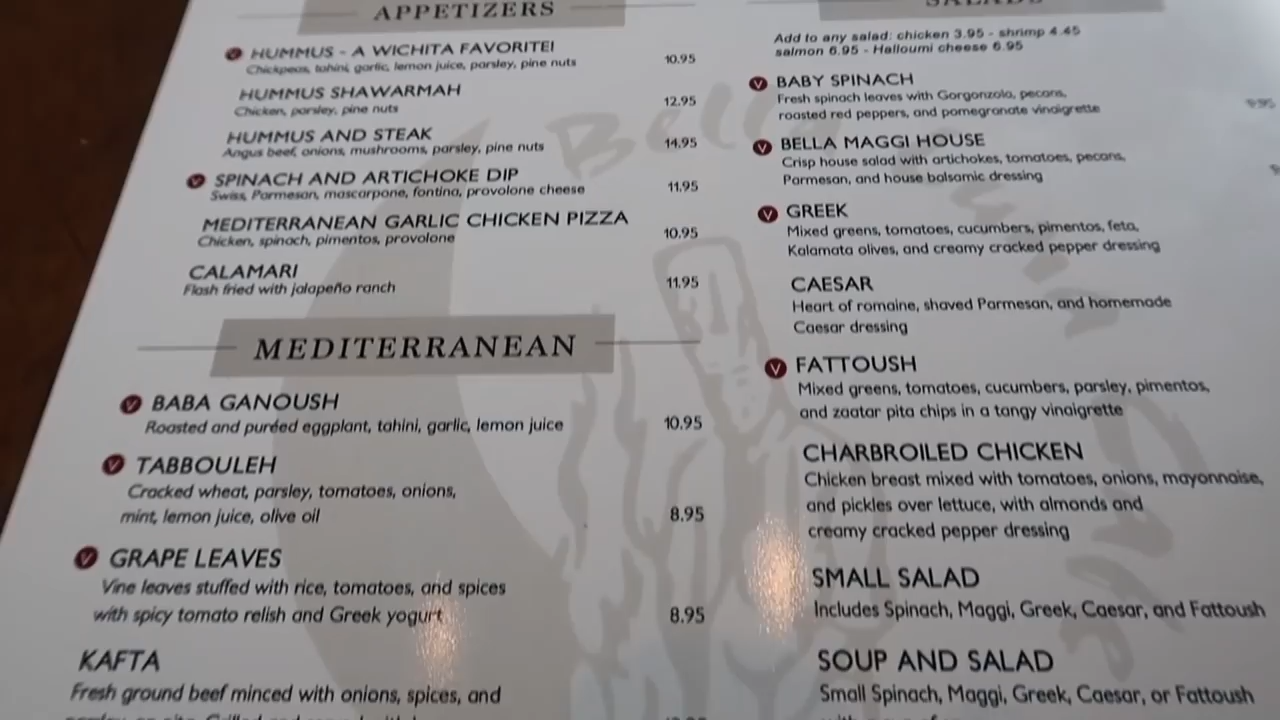 APPETIZERS
Ⓥ HUMMUS - A WICHITA FAVORITE!
Chickpeas, tahini, garlic, lemon juice, parsley, pine nuts 10.95
HUMMUS SHAWARMAH
Chicken, parsley, pine nuts 12.95
HUMMUS AND STEAK
Angus beef, onions, mushrooms, parsley, pine nuts 14.95
Ⓥ SPINACH AND ARTICHOKE DIP
Swiss, Parmesan, mascarpone, fontina, provolone cheese 11.95
MEDITERRANEAN GARLIC CHICKEN PIZZA
Chicken, spinach, pimentos, provolone 10.95
CALAMARI
Flash fried with jalapeño ranch 11.95
MEDITERRANEAN
Ⓥ BABA GANOUSH
Roasted and puréed eggplant, tahini, garlic, lemon juice 10.95
Ⓥ TABBOULEH
Cracked wheat, parsley, tomatoes, onions,
mint, lemon juice, olive oil 8.95
Ⓥ GRAPE LEAVES
Vine leaves stuffed with rice, tomatoes, and spices
with spicy tomato relish and Greek yogurt 8.95
KAFTA
Fresh ground beef minced with onions, spices, and
SALADS
Add to any salad: chicken 3.95 - shrimp 4.45
salmon 6.95 - Halloumi cheese 6.95
Ⓥ BABY SPINACH
Fresh spinach leaves with Gorgonzola, pecans,
roasted red peppers, and pomegranate vinaigrette
Ⓥ BELLA MAGGI HOUSE
Crisp house salad with artichokes, tomatoes, pecans,
Parmesan, and house balsamic dressing
Ⓥ GREEK
Mixed greens, tomatoes, cucumbers, pimentos, feta,
Kalamata olives, and creamy cracked pepper dressing
CAESAR
Heart of romaine, shaved Parmesan, and homemade
Caesar dressing
Ⓥ FATTOUSH
Mixed greens, tomatoes, cucumbers, parsley, pimentos,
and zaatar pita chips in a tangy vinaigrette
CHARBROILED CHICKEN
Chicken breast mixed with tomatoes, onions, mayonnaise,
and pickles over lettuce, with almonds and
creamy cracked pepper dressing
SMALL SALAD
Includes Spinach, Maggi, Greek, Caesar, and Fattoush
SOUP AND SALAD
Small Spinach, Maggi, Greek, Caesar, or Fattoush